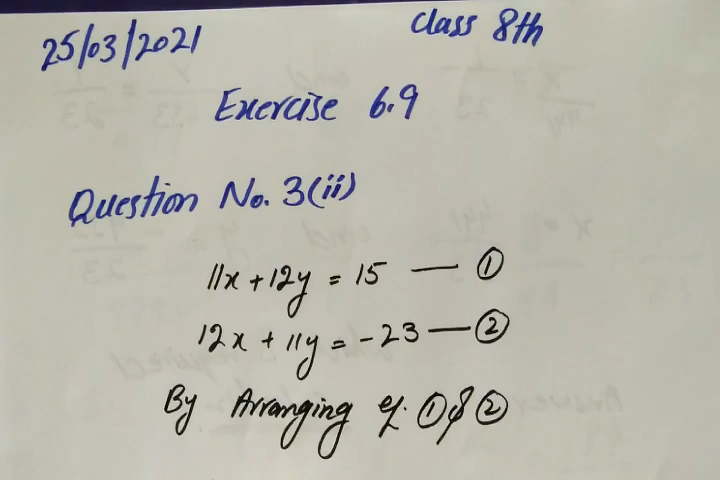 25/03/2021 Class 8th
Exercise 6.9
Question No. 3(ii)
11x + 12y = 15 — ①
12x + 11y = -23 — ②
By Arranging eq. ① & ②